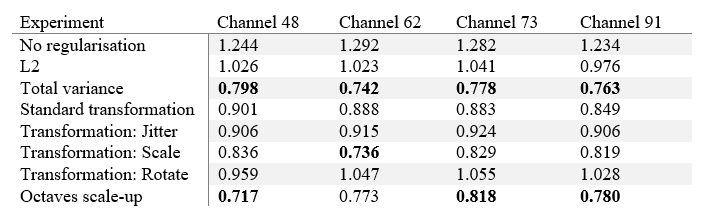 Experiment Channel 48 Channel 62 Channel 73 Channel 91
No regularisation 1.244 1.292 1.282 1.234
L2 1.026 1.023 1.041 0.976
Total variance 0.798 0.742 0.778 0.763
Standard transformation 0.901 0.888 0.883 0.849
Transformation: Jitter 0.906 0.915 0.924 0.906
Transformation: Scale 0.836 0.736 0.829 0.819
Transformation: Rotate 0.959 1.047 1.055 1.028
Octaves scale-up 0.717 0.773 0.818 0.780